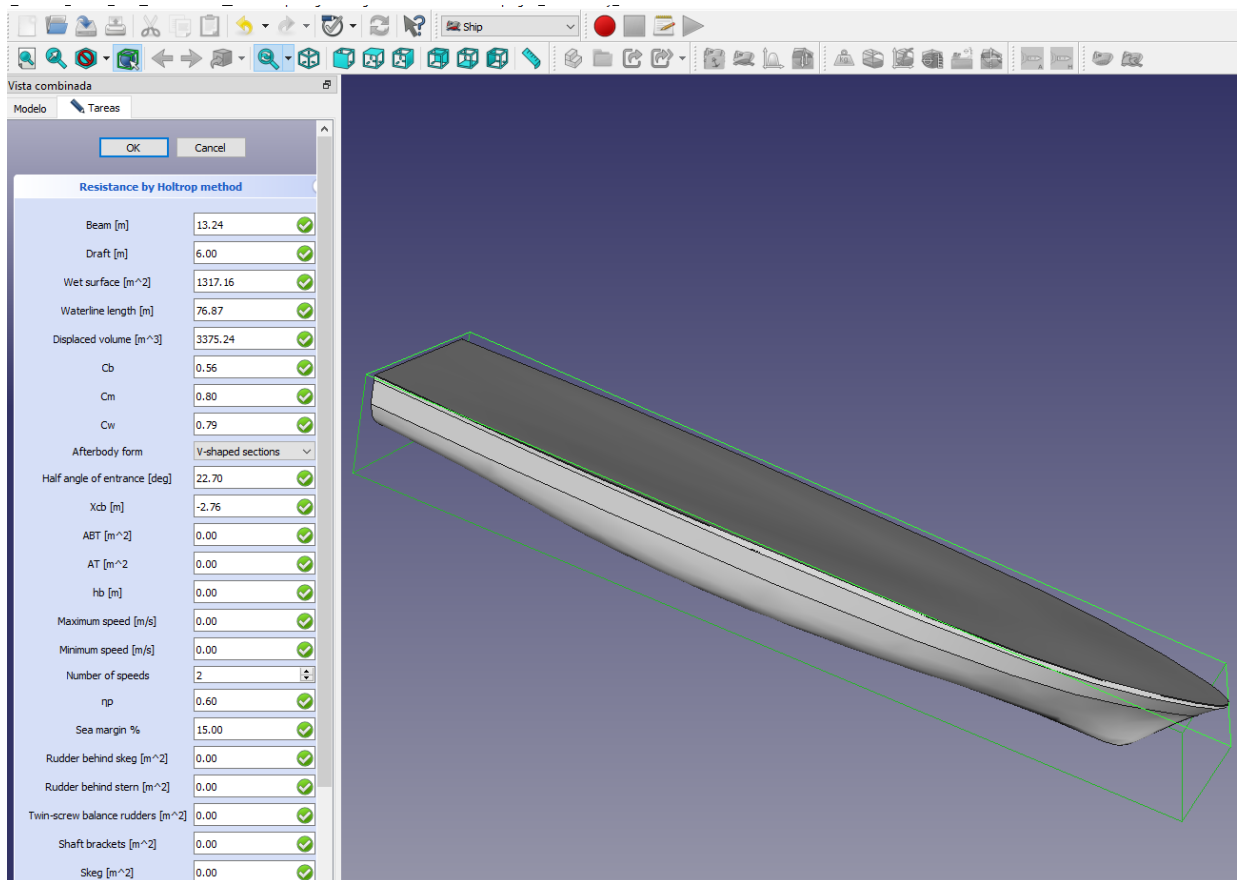 Ship
Vista combinada
Modelo Tareas
OK Cancel
Resistance by Holtrop method
Beam [m] 13.24
Draft [m] 6.00
Wet surface [m^2] 1317.16
Waterline length [m] 76.87
Displaced volume [m^3] 3375.24
Cb 0.56
Cm 0.80
Cw 0.79
Afterbody form V-shaped sections
Half angle of entrance [deg] 22.70
Xcb [m] -2.76
ABT [m^2] 0.00
AT [m^2 0.00
hb [m] 0.00
Maximum speed [m/s] 0.00
Minimum speed [m/s] 0.00
Number of speeds 2
ηp 0.60
Sea margin % 15.00
Rudder behind skeg [m^2] 0.00
Rudder behind stern [m^2] 0.00
Twin-screw balance rudders [m^2] 0.00
Shaft brackets [m^2] 0.00
Skeg [m^2] 0.00